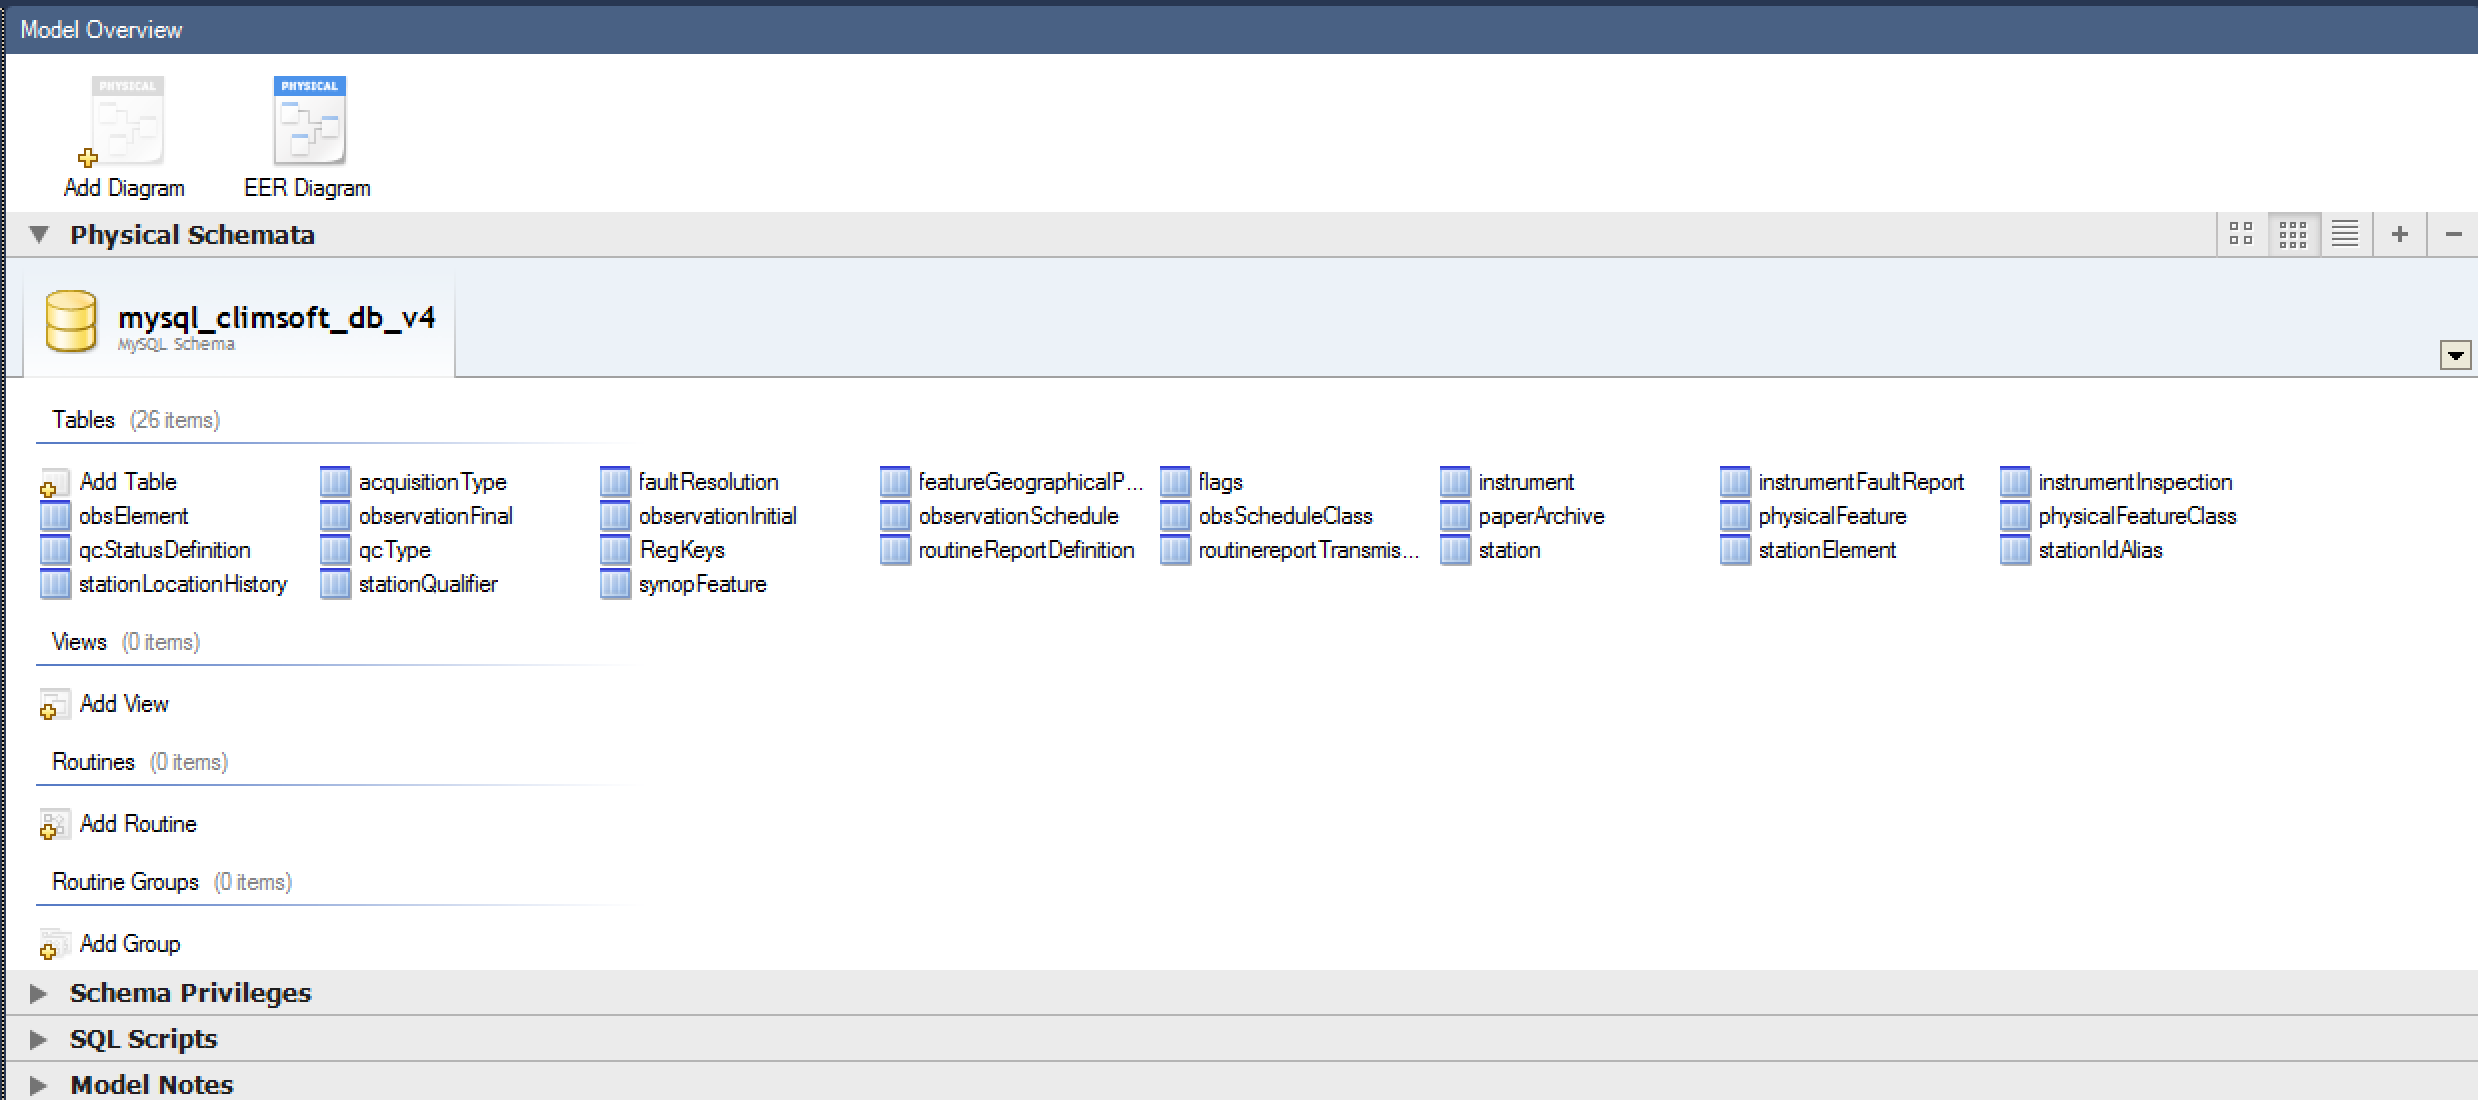 Model Overview
PHYSICAL PHYSICAL
Add Diagram EER Diagram
Physical Schemata
mysql_climsoft_db_v4
MySQL Schema
Tables (26 items)
Add Table acquisitionType faultResolution featureGeographicalP... flags instrument instrumentFaultReport instrumentInspection
obsElement observationFinal observationInitial observationSchedule obsScheduleClass paperArchive physicalFeature physicalFeatureClass
qcStatusDefinition qcType RegKeys routineReportDefinition routinereportTransmis... station stationElement stationIdAlias
stationLocationHistory stationQualifier synopFeature
Views (0 items)
Add View
Routines (0 items)
Add Routine
Routine Groups (0 items)
Add Group
Schema Privileges
SQL Scripts
Model Notes